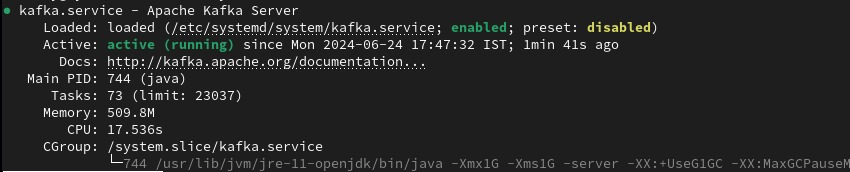 ● kafka.service - Apache Kafka Server
Loaded: loaded (/etc/systemd/system/kafka.service; enabled; preset: disabled)
Active: active (running) since Mon 2024-06-24 17:47:32 IST; 1min 41s ago
Docs: http://kafka.apache.org/documentation...
Main PID: 744 (java)
Tasks: 73 (limit: 23037)
Memory: 509.8M
CPU: 17.536s
CGroup: /system.slice/kafka.service
└─744 /usr/lib/jvm/jre-11-openjdk/bin/java -Xmx1G -Xms1G -server -XX:+UseG1GC -XX:MaxGCPauseM